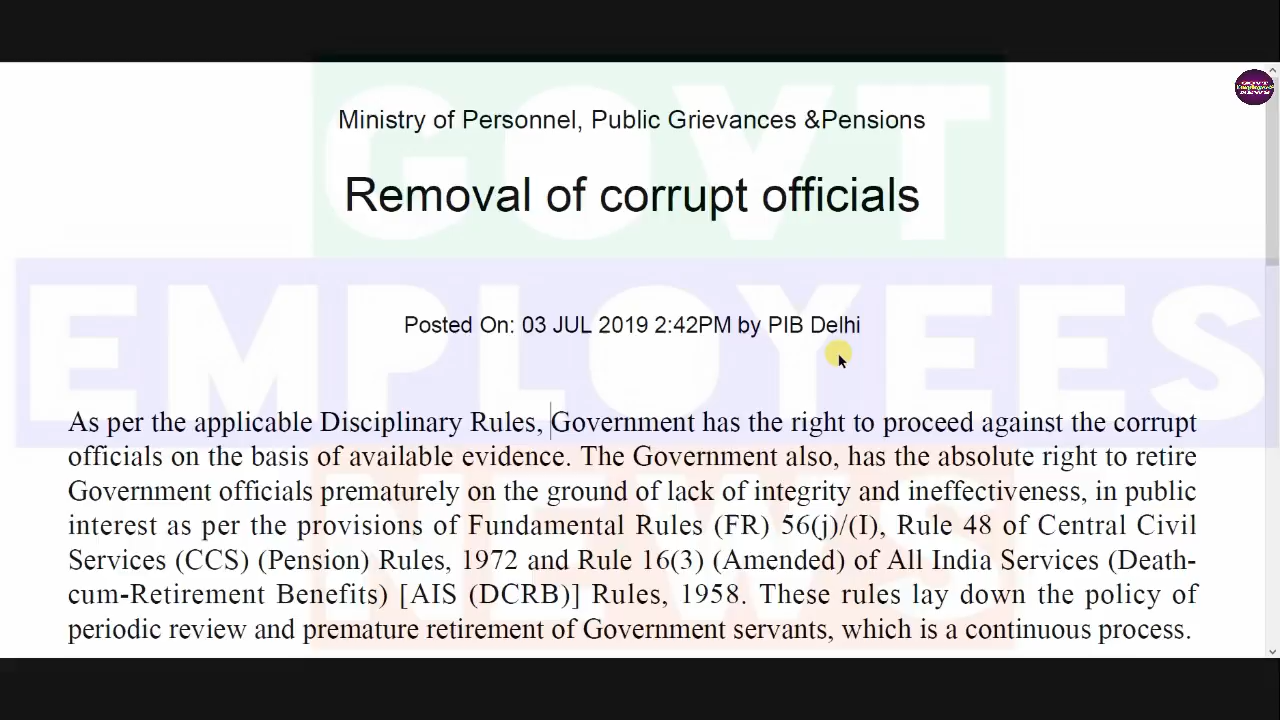 GOVT
EMPLOYEES
NEWS
GOVT
Employees
NEWS
Ministry of Personnel, Public Grievances &Pensions
Removal of corrupt officials
Posted On: 03 JUL 2019 2:42PM by PIB Delhi
As per the applicable Disciplinary Rules, Government has the right to proceed against the corrupt
officials on the basis of available evidence. The Government also, has the absolute right to retire
Government officials prematurely on the ground of lack of integrity and ineffectiveness, in public
interest as per the provisions of Fundamental Rules (FR) 56(j)/(I), Rule 48 of Central Civil
Services (CCS) (Pension) Rules, 1972 and Rule 16(3) (Amended) of All India Services (Death-
cum-Retirement Benefits) [AIS (DCRB)] Rules, 1958. These rules lay down the policy of
periodic review and premature retirement of Government servants, which is a continuous process.